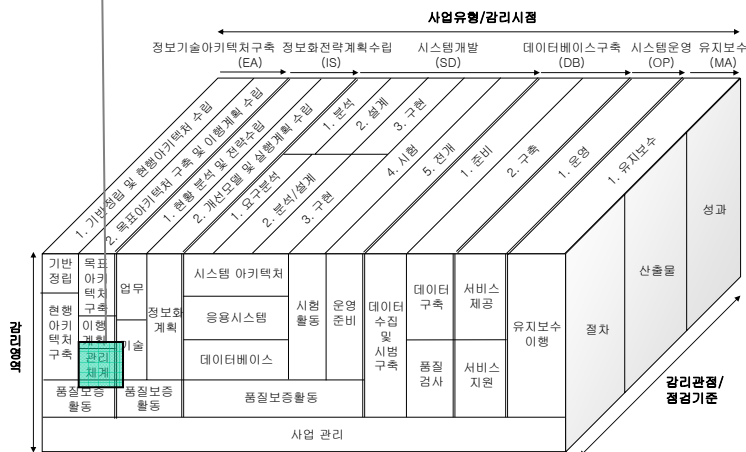 사업유형/감리시점
정보기술아키텍처구축 정보화전략계획수립 시스템개발 데이터베이스구축 시스템운영 유지보수
(EA) (IS) (SD) (DB) (OP) (MA)
1. 기반정립 및 현행아키텍처 수립
2. 목표아키텍처 구축 및 이행계획 수립
1. 현황 분석 및 전략수립
2. 개선모델 및 실행계획 수립
1. 분석
2. 설계
3. 구현
1. 요구분석
2. 분석/설계
3. 구현
4. 시험
5. 전개
1. 준비
2. 구축
1. 운영
1. 유지보수
감리영역
기반
정립
현행
아키
텍처
구축
목표
아키
텍처
구축
이행
계획
관리
체계
품질보증
활동
업무
기술
정보화
계획
품질보증
활동
시스템 아키텍처
응용시스템
데이터베이스
시험
활동
운영
준비
품질보증활동
데이터
수집
및
시범
구축
데이터
구축
품질
검사
서비스
제공
서비스
지원
유지보수
이행
사업 관리
절차
산출물
성과
감리관점/
점검기준